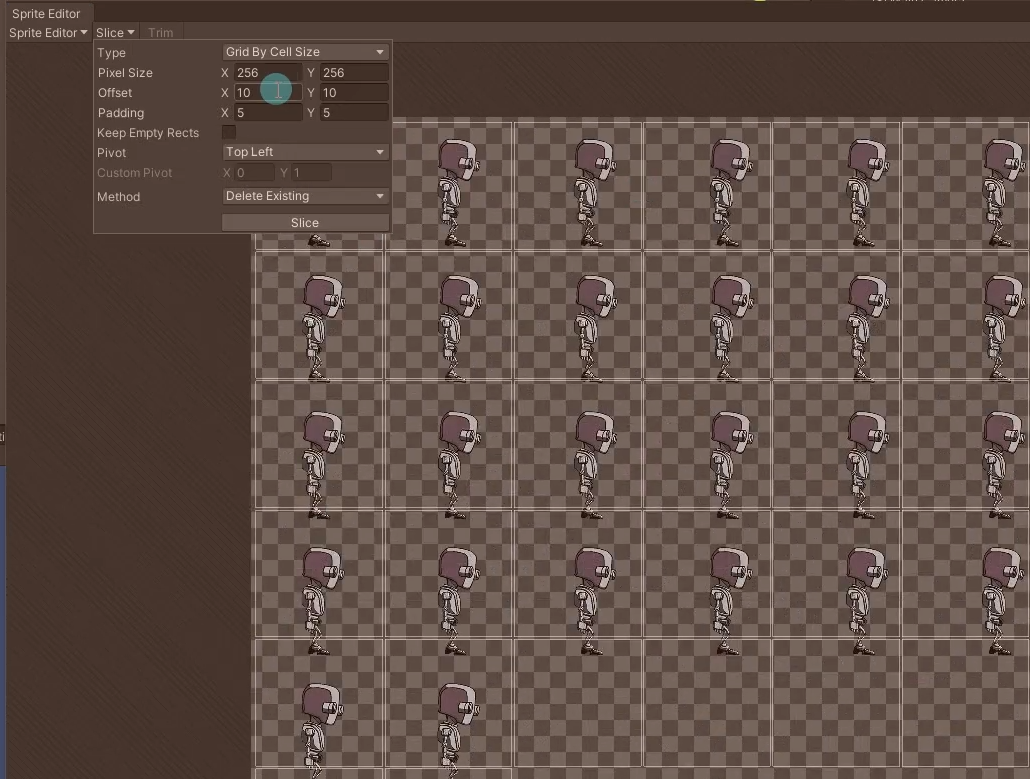 Sprite Editor
Sprite Editor Slice Trim
Type Grid By Cell Size
Pixel Size X 256 Y 256
Offset X 10 Y 10
Padding X 5 Y 5
Keep Empty Rects
Pivot Top Left
Custom Pivot X 0 Y 1
Method Delete Existing
Slice